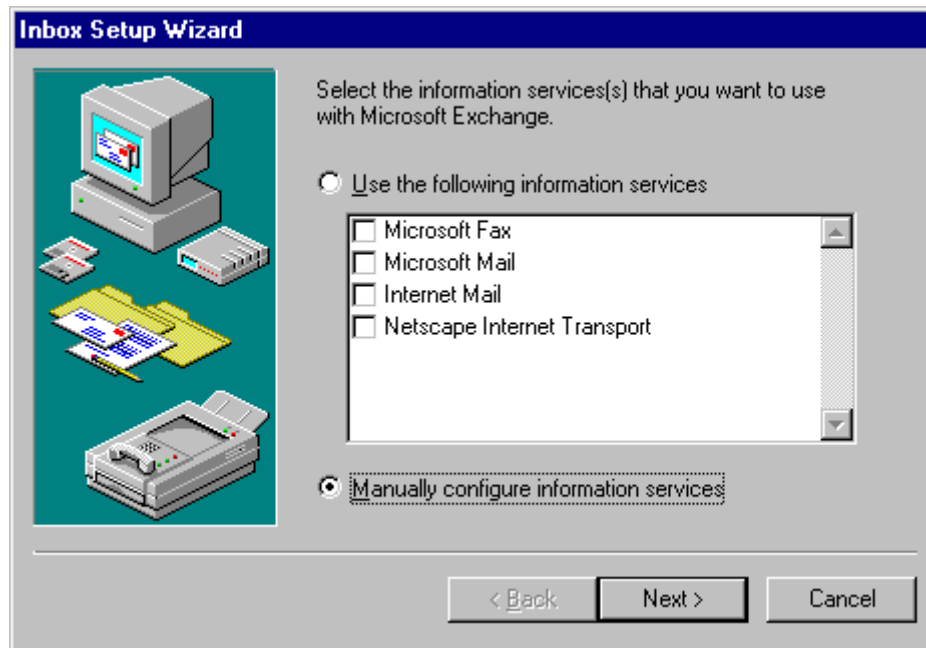 Inbox Setup Wizard
Select the information services(s) that you want to use
with Microsoft Exchange.
Use the following information services
Microsoft Fax
Microsoft Mail
Internet Mail
Netscape Internet Transport
Manually configure information services
< Back
Next >
Cancel